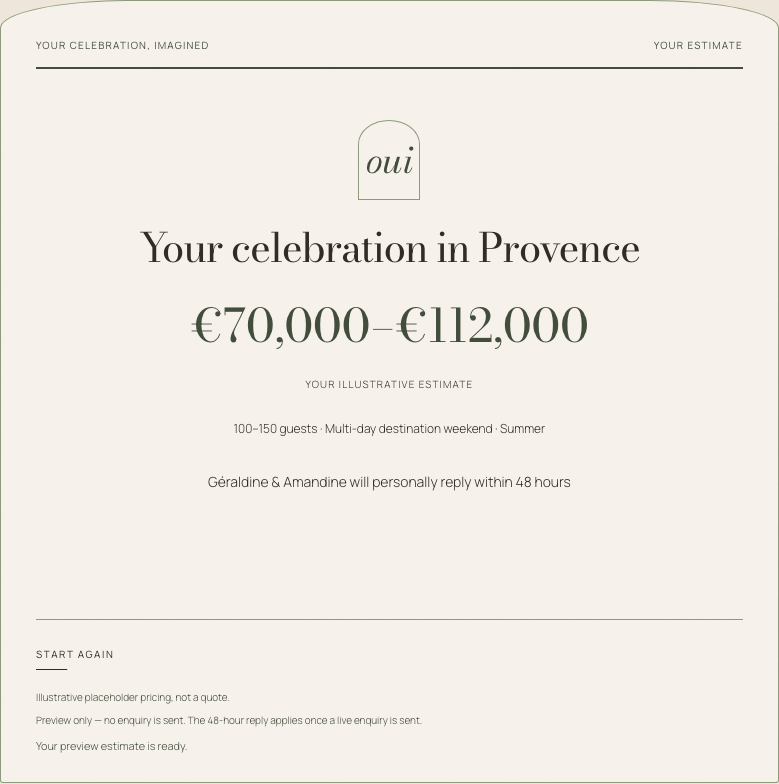 YOUR CELEBRATION, IMAGINED
YOUR ESTIMATE
oui
Your celebration in Provence
€70,000–€112,000
YOUR ILLUSTRATIVE ESTIMATE
100–150 guests · Multi-day destination weekend · Summer
Géraldine & Amandine will personally reply within 48 hours
START AGAIN
Illustrative placeholder pricing, not a quote.
Preview only — no enquiry is sent. The 48-hour reply applies once a live enquiry is sent.
Your preview estimate is ready.